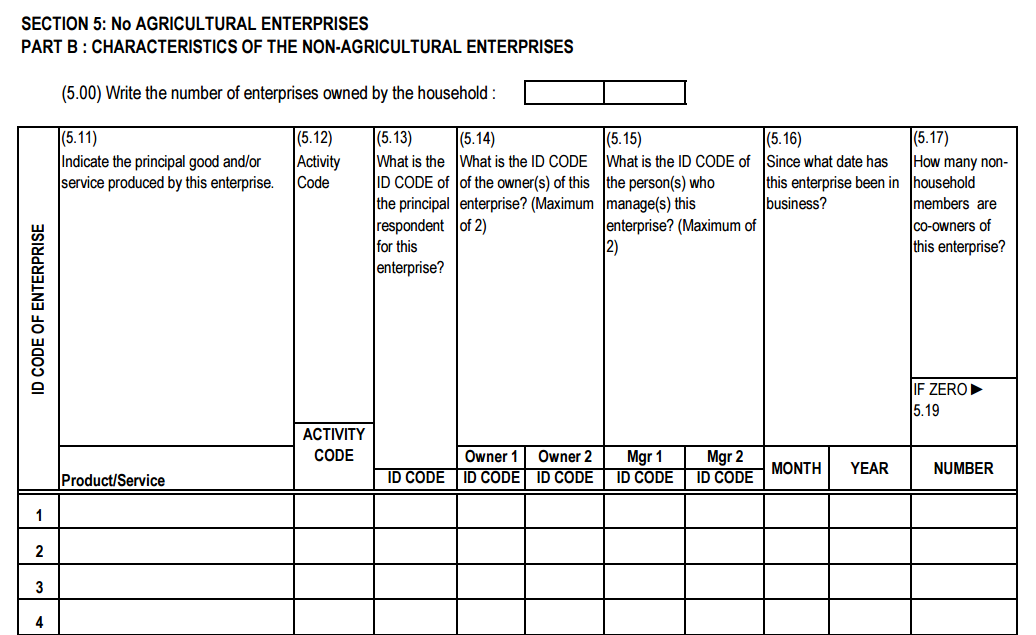 SECTION 5: No AGRICULTURAL ENTERPRISES
PART B : CHARACTERISTICS OF THE NON-AGRICULTURAL ENTERPRISES
(5.00) Write the number of enterprises owned by the household :
ID CODE OF ENTERPRISE
(5.11)
Indicate the principal good and/or
service produced by this enterprise.
Product/Service
(5.12)
Activity
Code
ACTIVITY
CODE
(5.13)
What is the
ID CODE of
the principal
respondent
for this
enterprise?
ID CODE
(5.14)
What is the ID CODE
of the owner(s) of this
enterprise? (Maximum
of 2)
Owner 1 Owner 2
ID CODE ID CODE
(5.15)
What is the ID CODE of
the person(s) who
manage(s) this
enterprise? (Maximum of
2)
Mgr 1 Mgr 2
ID CODE ID CODE
(5.16)
Since what date has
this enterprise been in
business?
MONTH YEAR
(5.17)
How many non-
household
members are
co-owners of
this enterprise?
IF ZERO ►
5.19
NUMBER
1
2
3
4